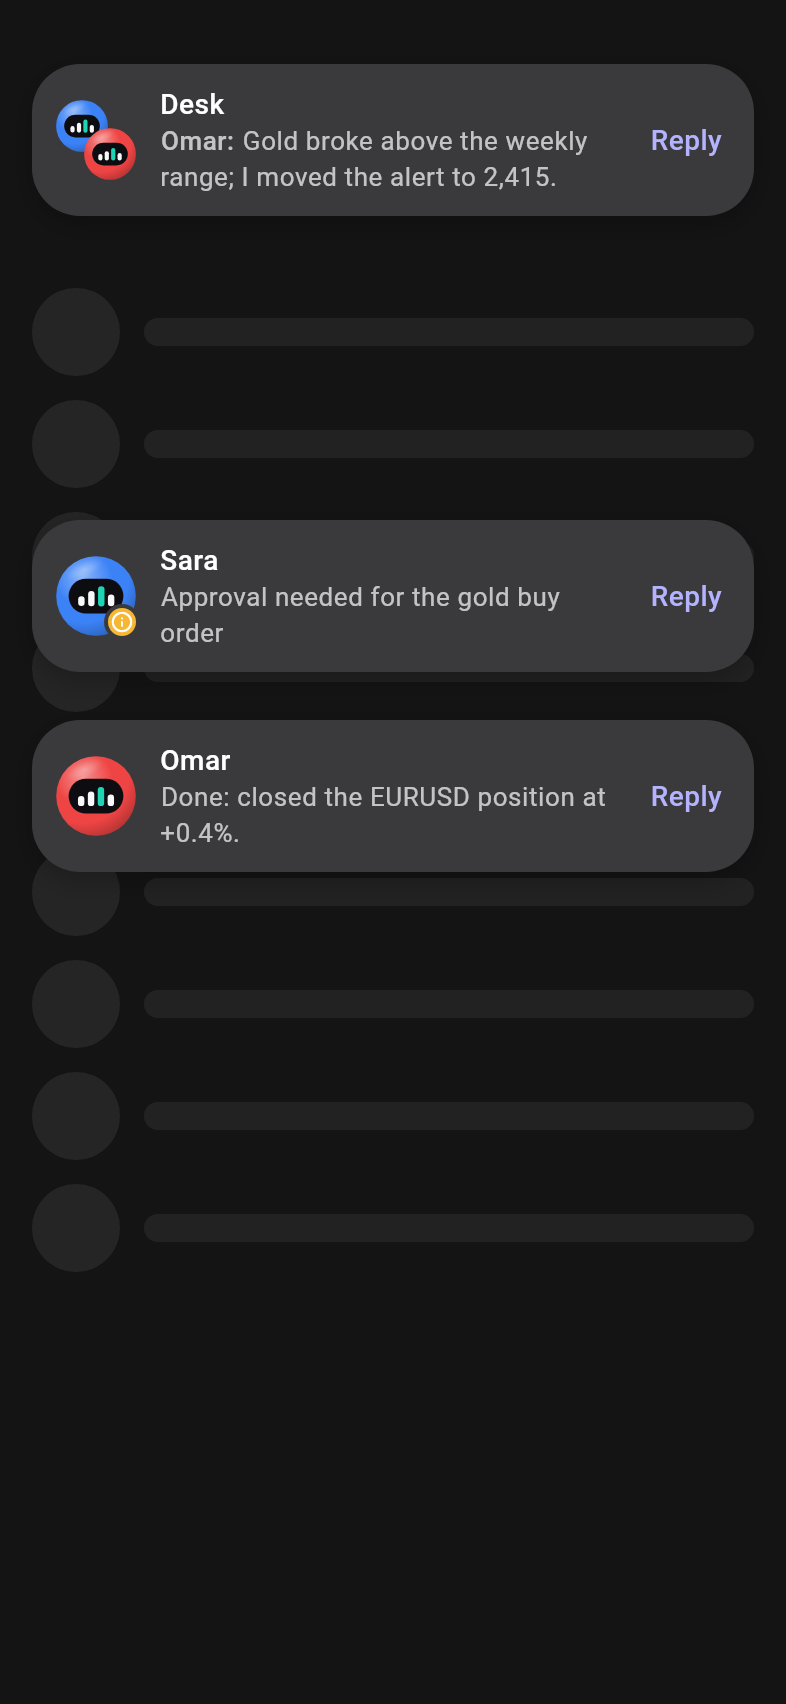 Desk
Omar: Gold broke above the weekly
range; I moved the alert to 2,415.
Reply
Sara
Approval needed for the gold buy
order
Reply
Omar
Done: closed the EURUSD position at
+0.4%.
Reply